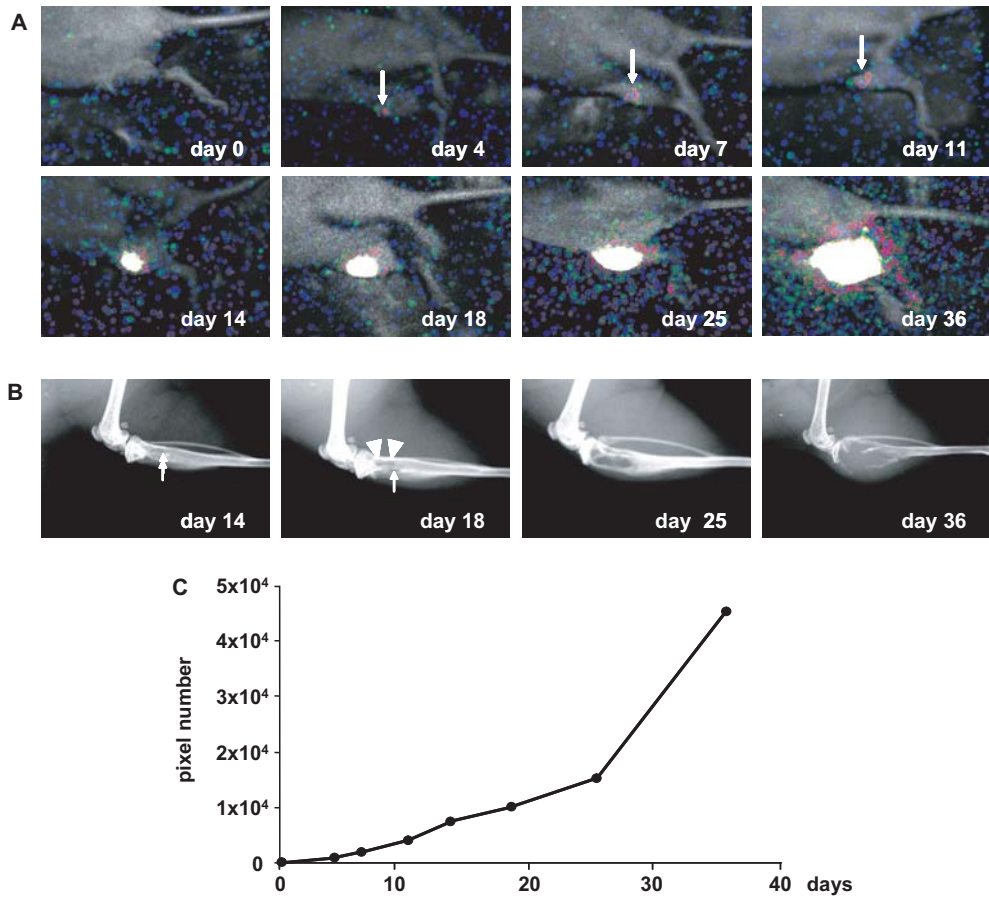 A
day 0
day 4
day 7
day 11
day 14
day 18
day 25
day 36
B
day 14
day 18
day 25
day 36
C
5x10⁴
4x10⁴
3x10⁴
2x10⁴
1x10⁴
0
pixel number
0 10 20 30 40 days